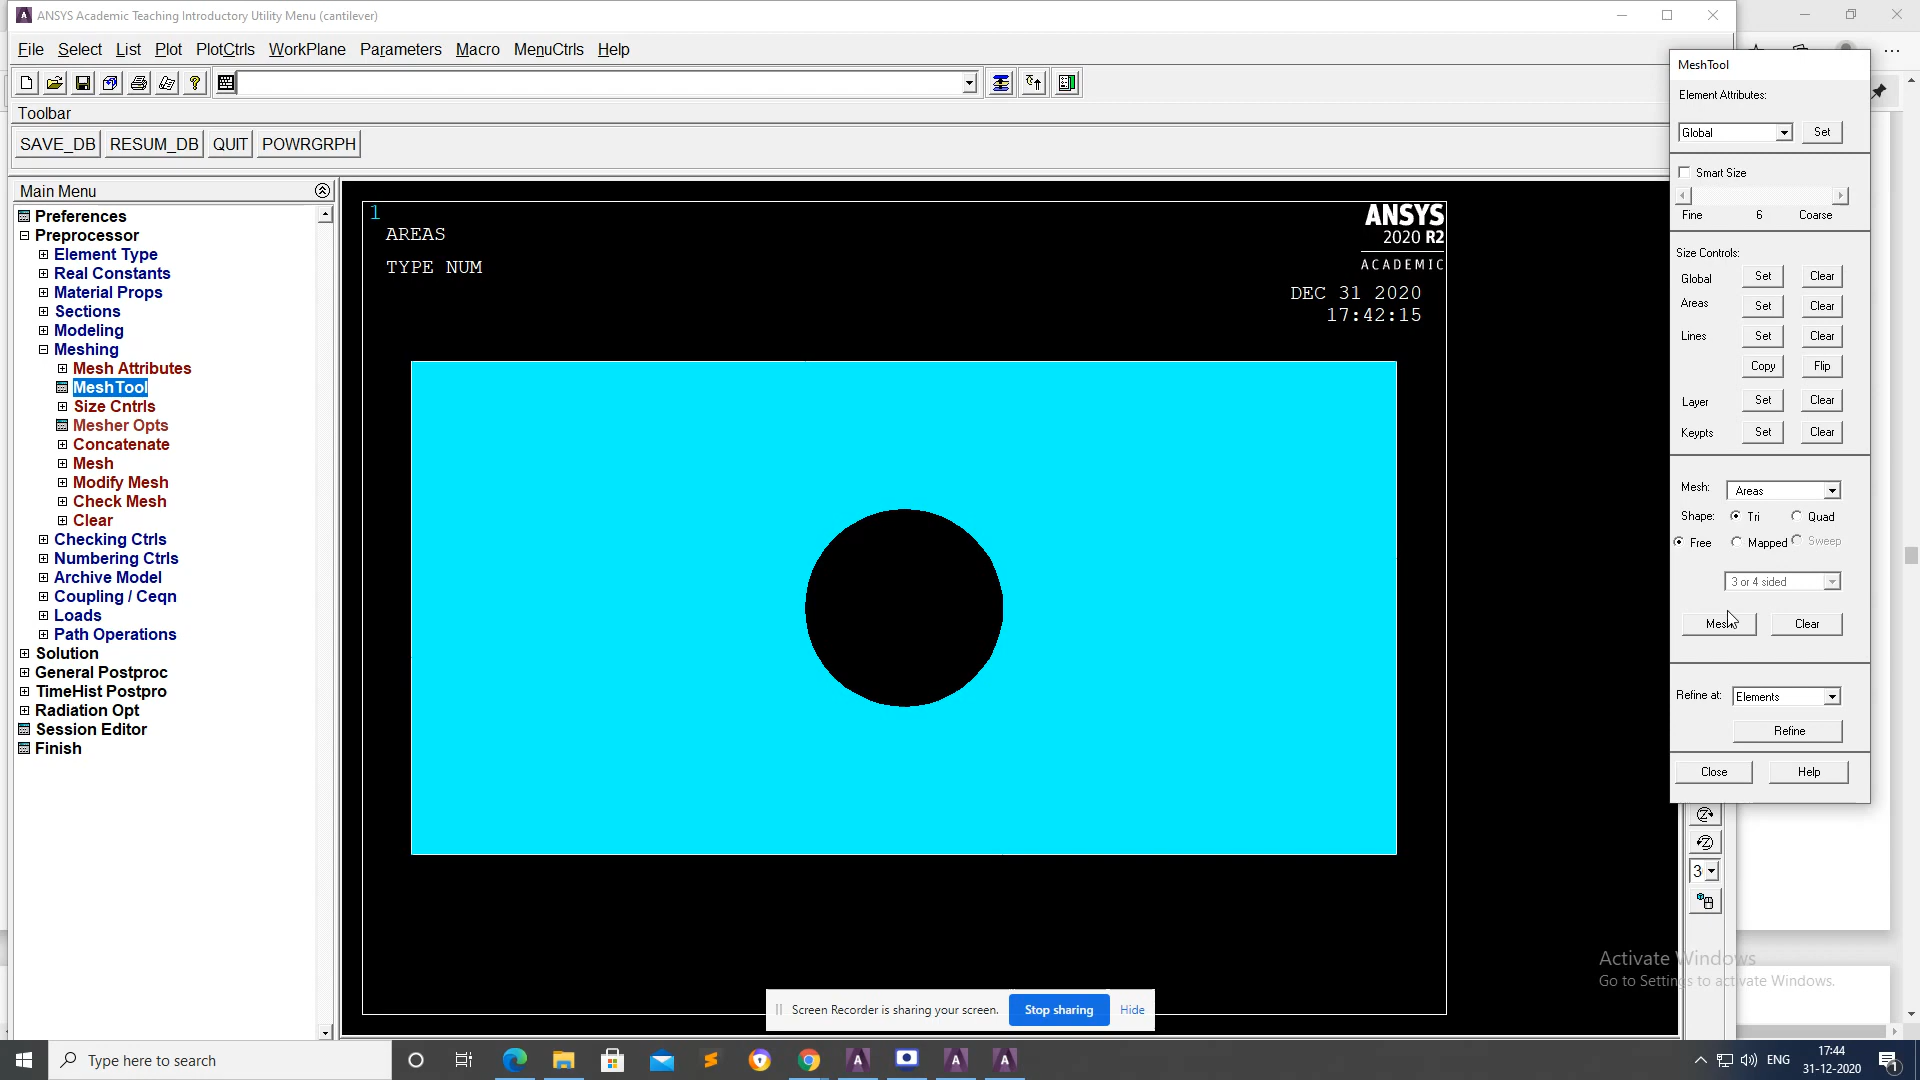 ANSYS Academic Teaching Introductory Utility Menu (cantilever)
File Select List Plot PlotCtrls WorkPlane Parameters Macro MenuCtrls Help
Toolbar
SAVE_DB RESUM_DB QUIT POWRGRPH
Main Menu
Preferences
Preprocessor
Element Type
Real Constants
Material Props
Sections
Modeling
Meshing
Mesh Attributes
MeshTool
Size Cntrls
Mesher Opts
Concatenate
Mesh
Modify Mesh
Check Mesh
Clear
Checking Ctrls
Numbering Ctrls
Archive Model
Coupling / Ceqn
Loads
Path Operations
Solution
General Postproc
TimeHist Postpro
Radiation Opt
Session Editor
Finish
1
AREAS
TYPE NUM
ANSYS
2020 R2
ACADEMIC
DEC 31 2020
17:42:15
MeshTool
Element Attributes:
Global Set
Smart Size
Fine 6 Coarse
Size Controls:
Global Set Clear
Areas Set Clear
Lines Set Clear
Copy Flip
Layer Set Clear
Keypts Set Clear
Mesh: Areas
Shape: Tri Quad
Free Mapped Sweep
3 or 4 sided
Mesh Clear
Refine at: Elements
Refine
Close Help
3
Activate Windows
Go to Settings to activate Windows.
Screen Recorder is sharing your screen. Stop sharing Hide
Type here to search
ENG
17:44
31-12-2020
1